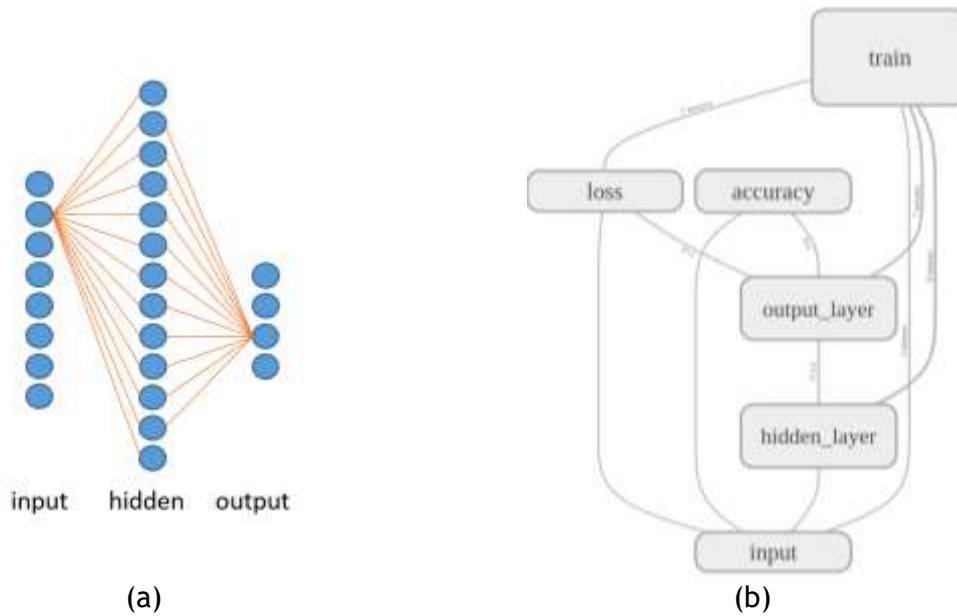 train
loss
accuracy
output_layer
hidden_layer
input hidden output
input
(a) (b)